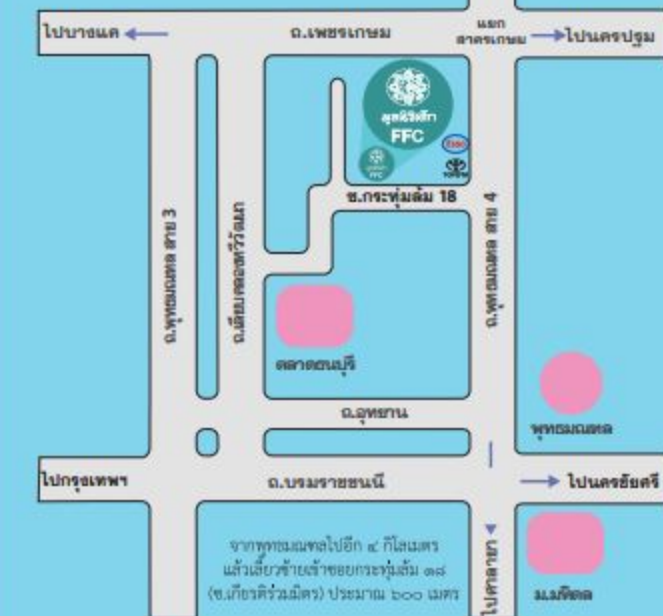 ไปบางแค
ถ.เพชรเกษม
แยก
สาครเกษม
ไปนครปฐม
มูลนิธิเด็ก
FFC
Esso
TOYOTA
FFC
ซ.กระทุ่มล้ม 18
ถ.พุทธมณฑล สาย 3
ถ.เลียบคลองทวีวัฒนา
ถ.พุทธมณฑล สาย 4
ตลาดธนบุรี
ถ.อุทยาน
พุทธมณฑล
ไปกรุงเทพฯ
ถ.บรมราชชนนี
ไปนครชัยศรี
จากพุทธมณฑลไปอีก ๔ กิโลเมตร
แล้วเลี้ยวซ้ายเข้าซอยกระทุ่มล้ม ๑๘
(ซ.เกียรติร่วมมิตร) ประมาณ ๖๐๐ เมตร
ไปศาลายา
ม.มหิดล